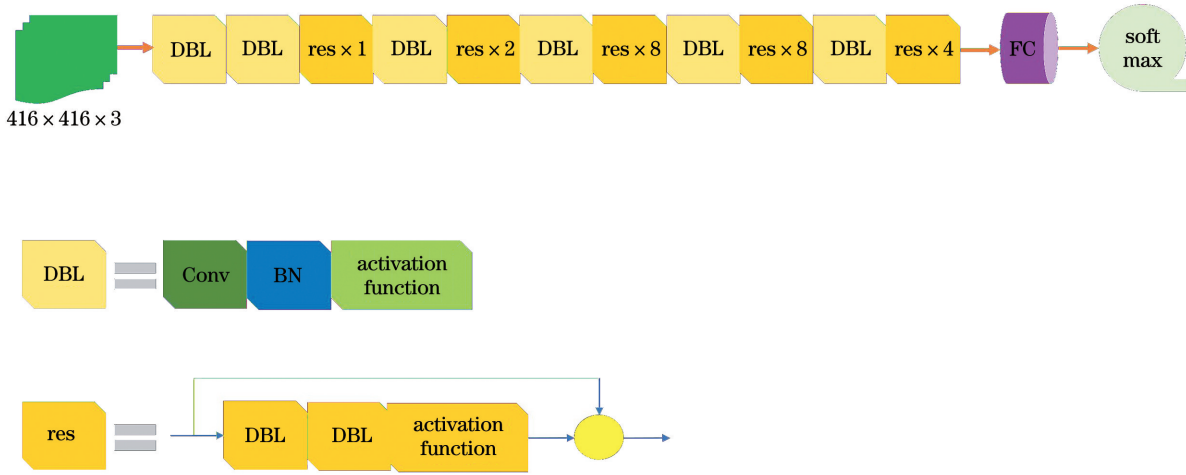 DBL DBL res × 1 DBL res × 2 DBL res × 8 DBL res × 8 DBL res × 4 FC soft
max
416 × 416 × 3
DBL Conv BN activation
function
res DBL DBL activation
function